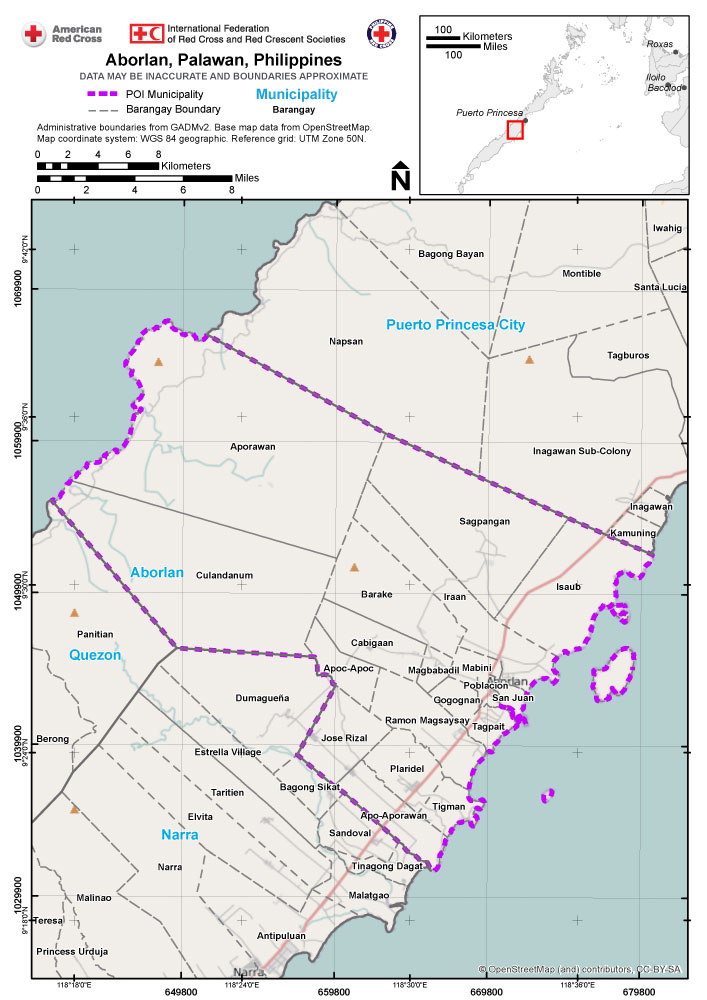 American
Red Cross
International Federation
of Red Cross and Red Crescent Societies
PHILIPPINE
RED CROSS
Aborlan, Palawan, Philippines
DATA MAY BE INACCURATE AND BOUNDARIES APPROXIMATE
POI Municipality
Municipality
Barangay Boundary
Barangay
Administrative boundaries from GADMv2. Base map data from OpenStreetMap.
Map coordinate system: WGS 84 geographic. Reference grid: UTM Zone 50N.
0 2 4 6 8
Kilometers
Miles
0 2 4 6 8
N
100
Kilometers
Miles
100
Roxas
Iloilo
Bacolod
Puerto Princesa
Iwahig
Bagong Bayan
Montible
Santa Lucia
Puerto Princesa City
Napsan
Tagburos
Aporawan
Inagawan Sub-Colony
Inagawan
Sagpangan
Kamuning
Aborlan
Culandanum
Isaub
Barake
Iraan
Panitian
Cabigaan
Quezon
Apoc-Apoc
Magbabadil
Mabini
Aborlan
Poblacion
Dumagueña
Gogognan
San Juan
Ramon Magsaysay
Tagpait
Berong
Jose Rizal
Estrella Village
Plaridel
Bagong Sikat
Taritien
Tigman
Elvita
Apo-Aporawan
Narra
Sandoval
Narra
Tinagong Dagat
Malinao
Malatgao
Teresa
Antipuluan
Princess Urduja
Narra
© OpenStreetMap (and) contributors, CC-BY-SA
9°42'0"N
1069900
9°36'0"N
1059900
9°30'0"N
1049900
9°24'0"N
1039900
9°18'0"N
1029900
118°18'0"E
118°24'0"E
118°30'0"E
118°36'0"E
649800
659800
669800
679800